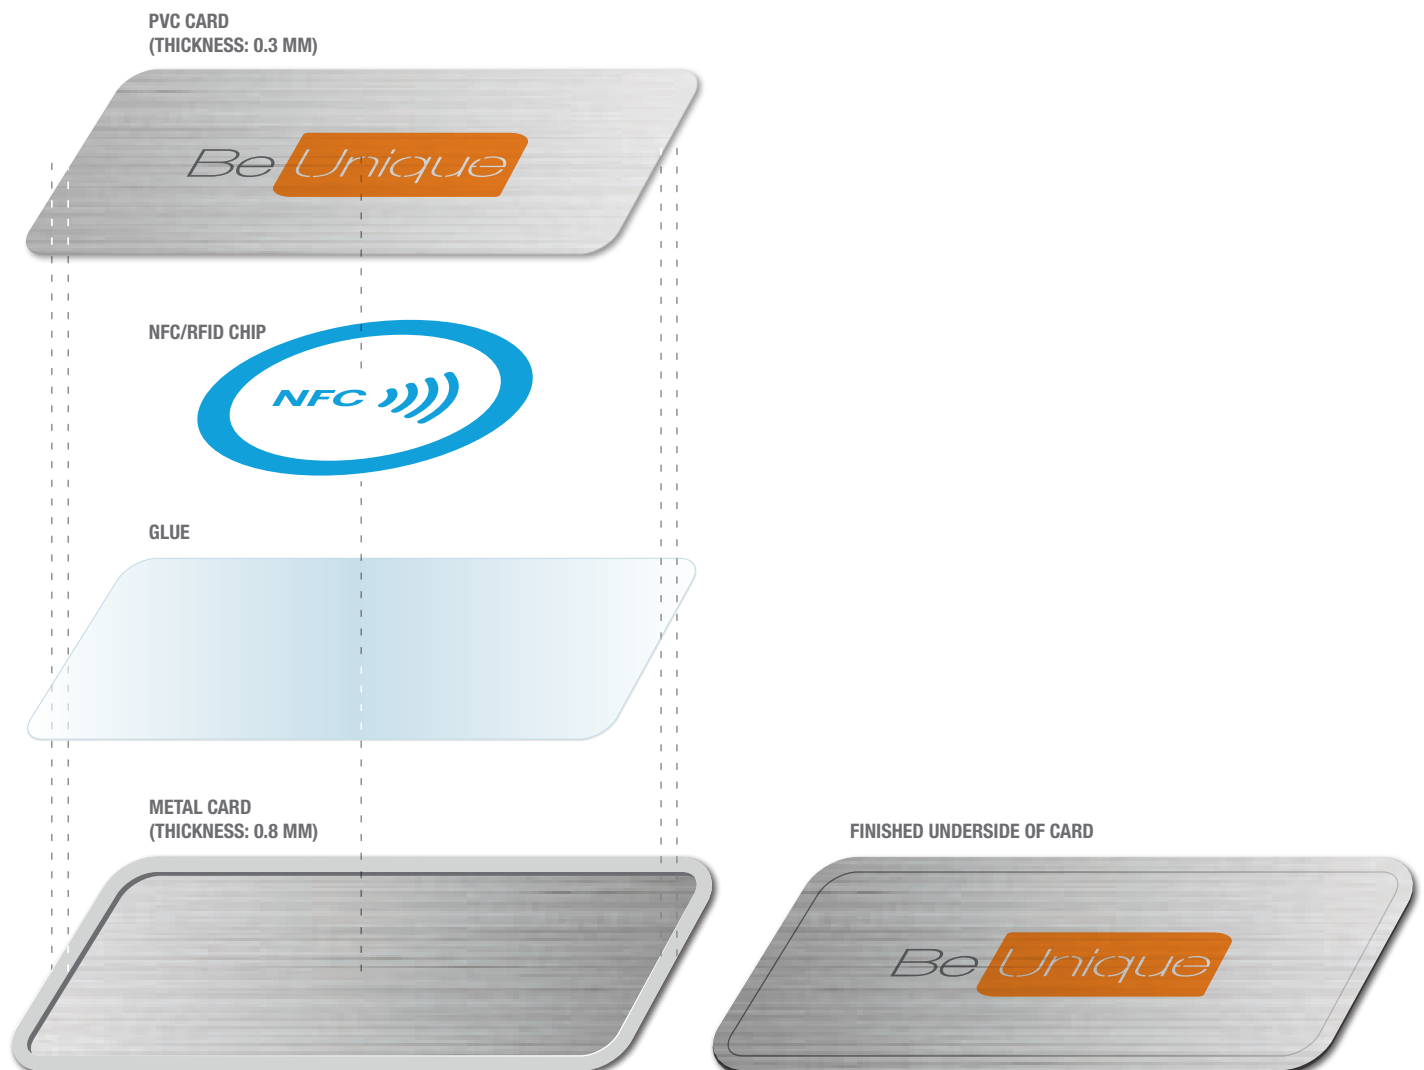 PVC CARD
(THICKNESS: 0.3 MM)
Be Unique
NFC/RFID CHIP
NFC
GLUE
METAL CARD
(THICKNESS: 0.8 MM)
FINISHED UNDERSIDE OF CARD
Be Unique